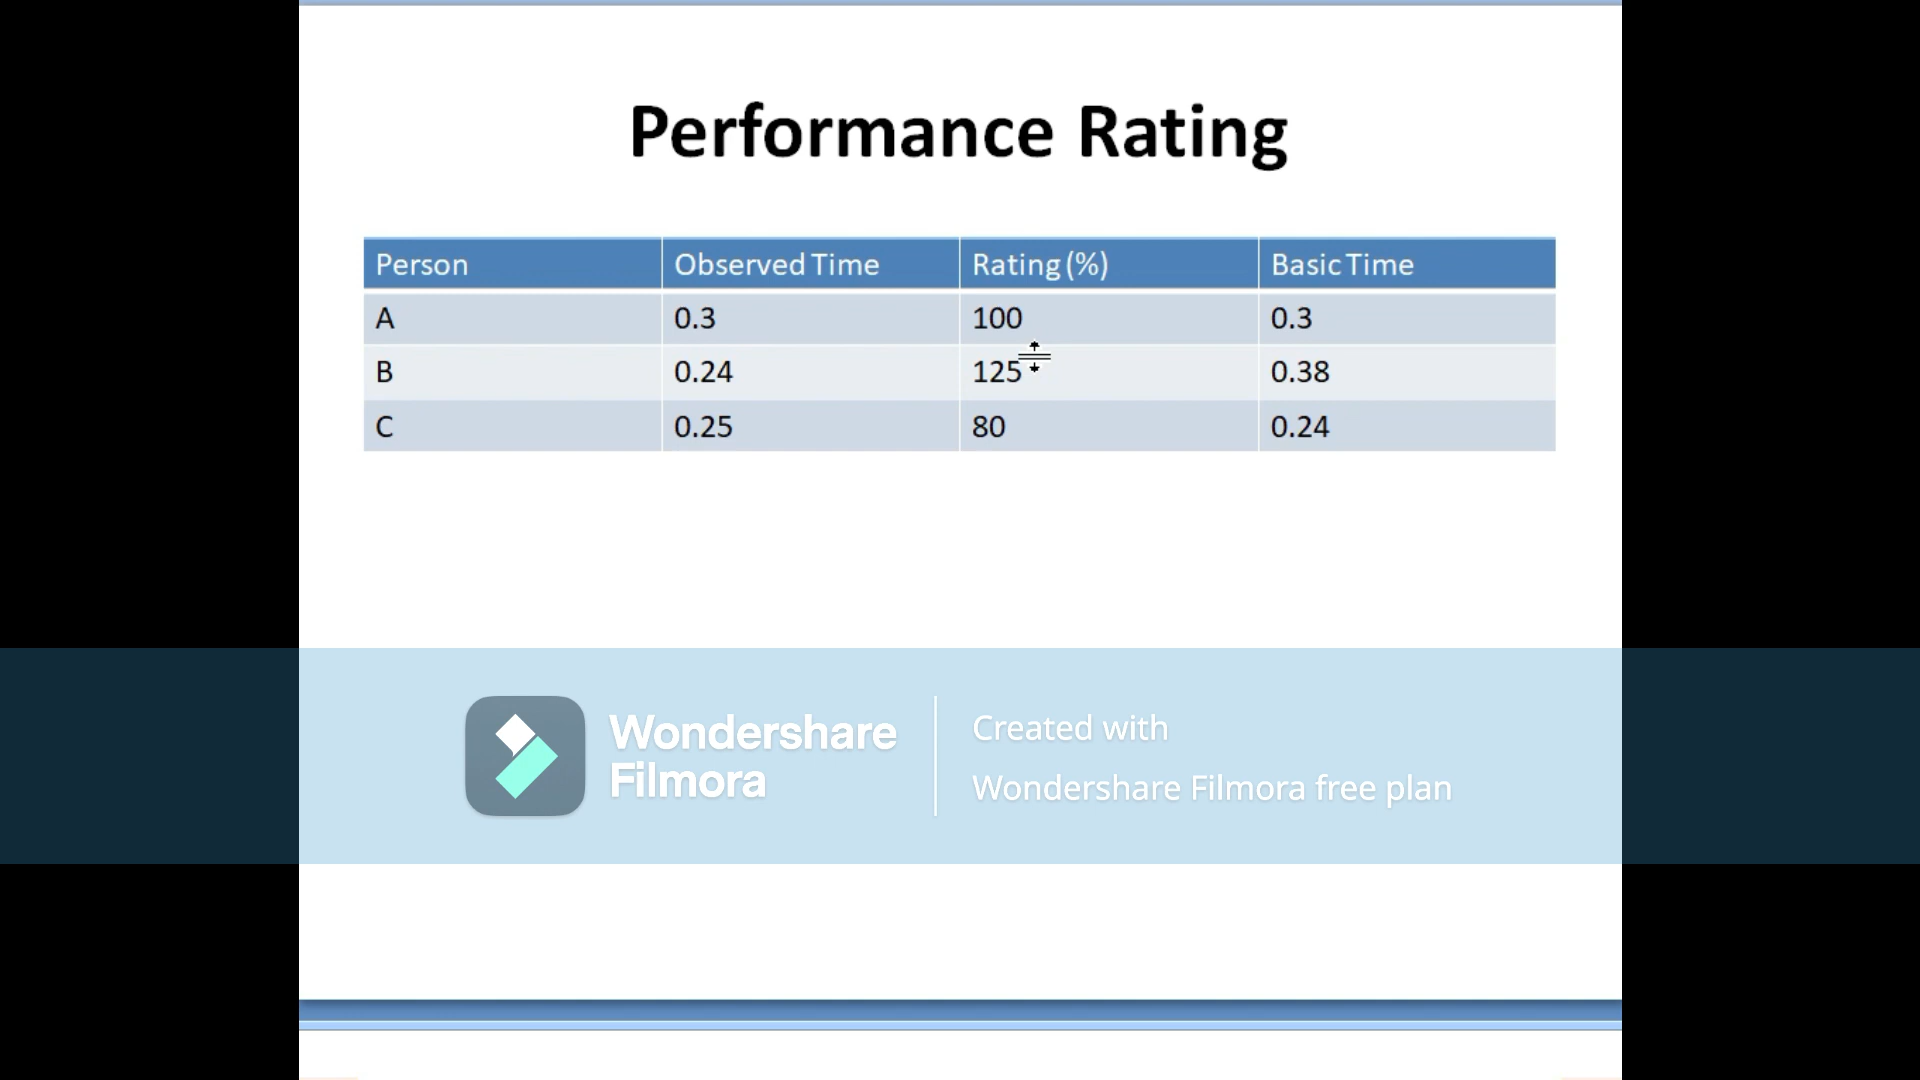 Performance Rating
Person Observed Time Rating (%) Basic Time
A 0.3 100 0.3
B 0.24 125 0.38
C 0.25 80 0.24
Wondershare Filmora
Created with
Wondershare Filmora free plan